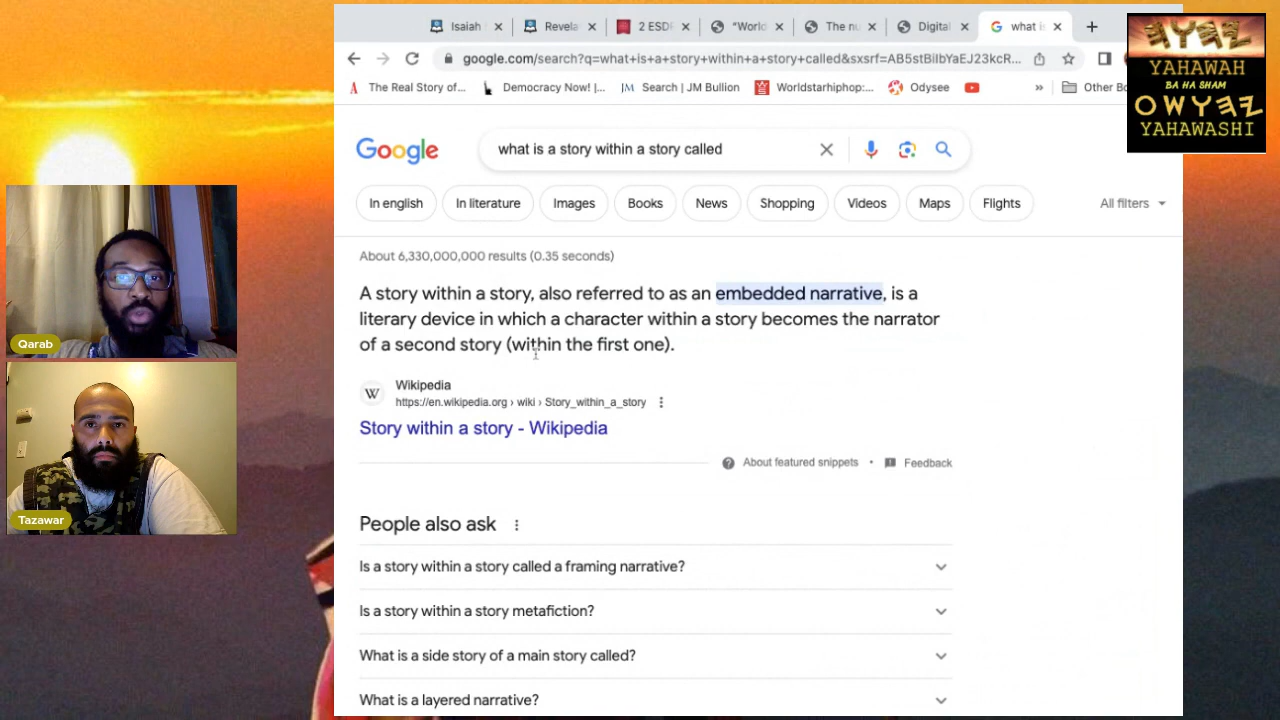 Isaiah
Revela
2 ESDI
"World
The nu
Digital
what is
google.com/search?q=what+is+a+story+within+a+story+called&sxsrf=AB5stBiIbYaEJ23kcR...
The Real Story of...
Democracy Now! |...
JM
Search | JM Bullion
Worldstarhiphop:...
Odysee
»
Other Bo
𐤉𐤄𐤅𐤄
YAHAWAH
BA HA SHAM
YAHAWASHI
Google
what is a story within a story called
In english
In literature
Images
Books
News
Shopping
Videos
Maps
Flights
All filters
About 6,330,000,000 results (0.35 seconds)
A story within a story, also referred to as an embedded narrative, is a
literary device in which a character within a story becomes the narrator
of a second story (within the first one).
W
Wikipedia
https://en.wikipedia.org › wiki › Story_within_a_story
Story within a story - Wikipedia
About featured snippets • Feedback
People also ask
Is a story within a story called a framing narrative?
Is a story within a story metafiction?
What is a side story of a main story called?
What is a layered narrative?
Qarab
Tazawar